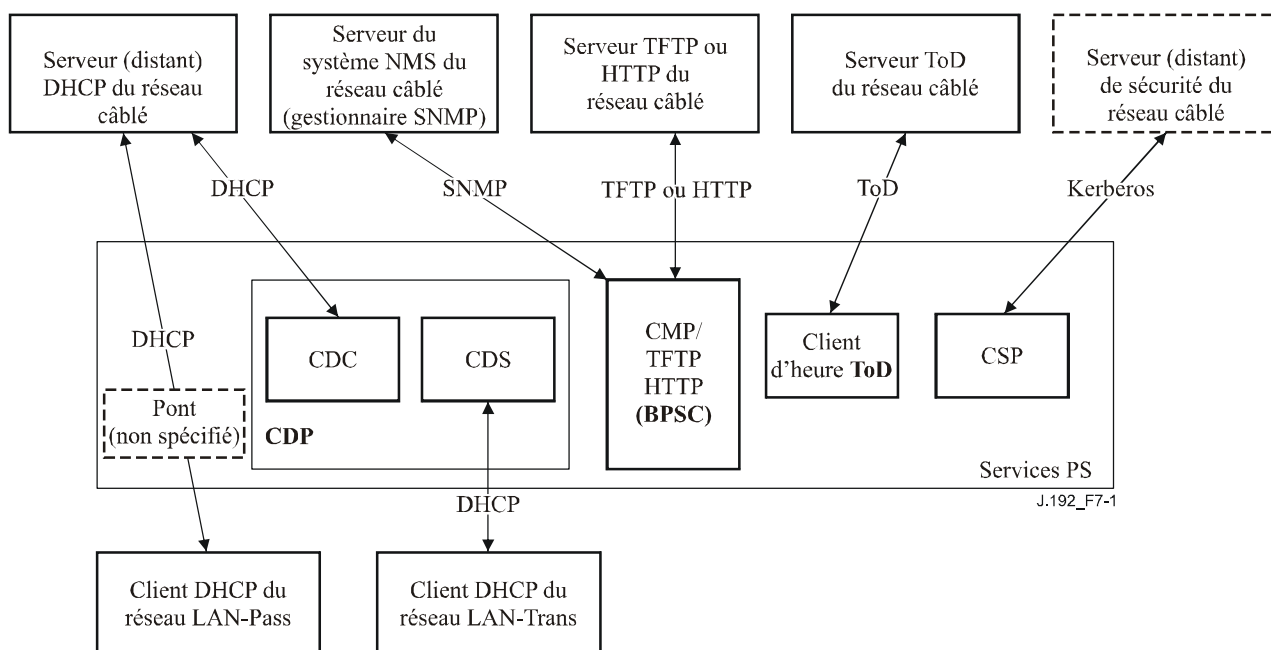 Serveur (distant)
DHCP du réseau
câblé
Serveur du
système NMS du
réseau câblé
(gestionnaire SNMP)
Serveur TFTP ou
HTTP du
réseau câblé
Serveur ToD
du réseau câblé
Serveur (distant)
de sécurité du
réseau câblé
DHCP
SNMP
TFTP ou HTTP
ToD
Kerberos
DHCP
Pont
(non spécifié)
CDC
CDS
CDP
CMP/
TFTP
HTTP
(BPSC)
Client
d'heure ToD
CSP
Services PS
J.192_F7-1
DHCP
Client DHCP du
réseau LAN-Pass
Client DHCP du
réseau LAN-Trans